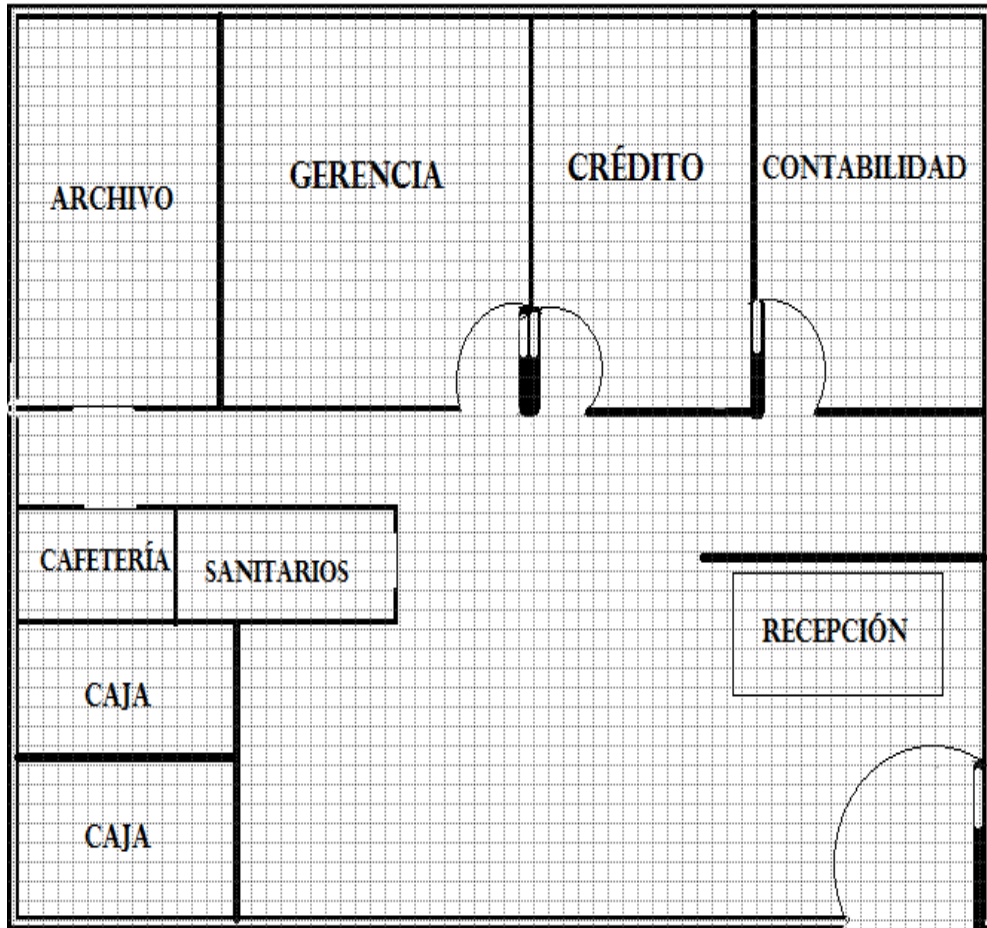 ARCHIVO
GERENCIA
CRÉDITO
CONTABILIDAD
CAFETERÍA
SANITARIOS
RECEPCIÓN
CAJA
CAJA